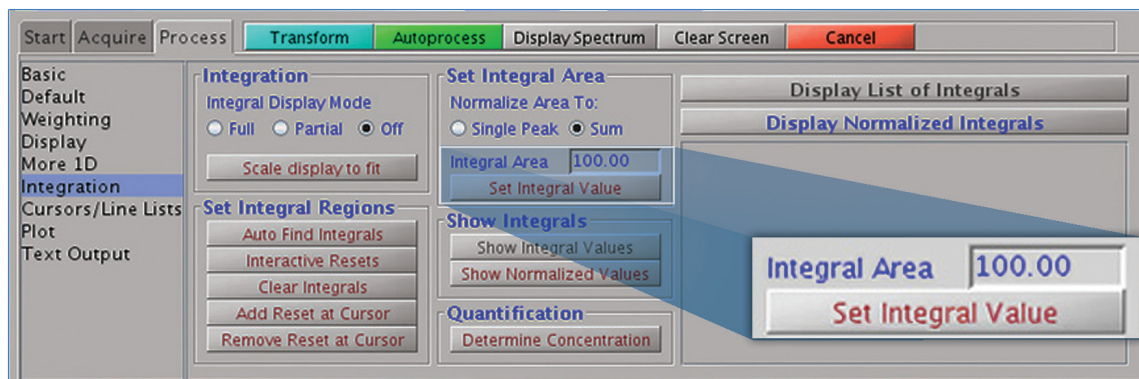 Start Acquire Process Transform Autoprocess Display Spectrum Clear Screen Cancel
Basic
Default
Weighting
Display
More 1D
Integration
Cursors/Line Lists
Plot
Text Output
Integration
Integral Display Mode
Full Partial Off
Scale display to fit
Set Integral Regions
Auto Find Integrals
Interactive Resets
Clear Integrals
Add Reset at Cursor
Remove Reset at Cursor
Set Integral Area
Normalize Area To:
Single Peak Sum
Integral Area 100.00
Set Integral Value
Show Integrals
Show Integral Values
Show Normalized Values
Quantification
Determine Concentration
Display List of Integrals
Display Normalized Integrals
Integral Area 100.00
Set Integral Value